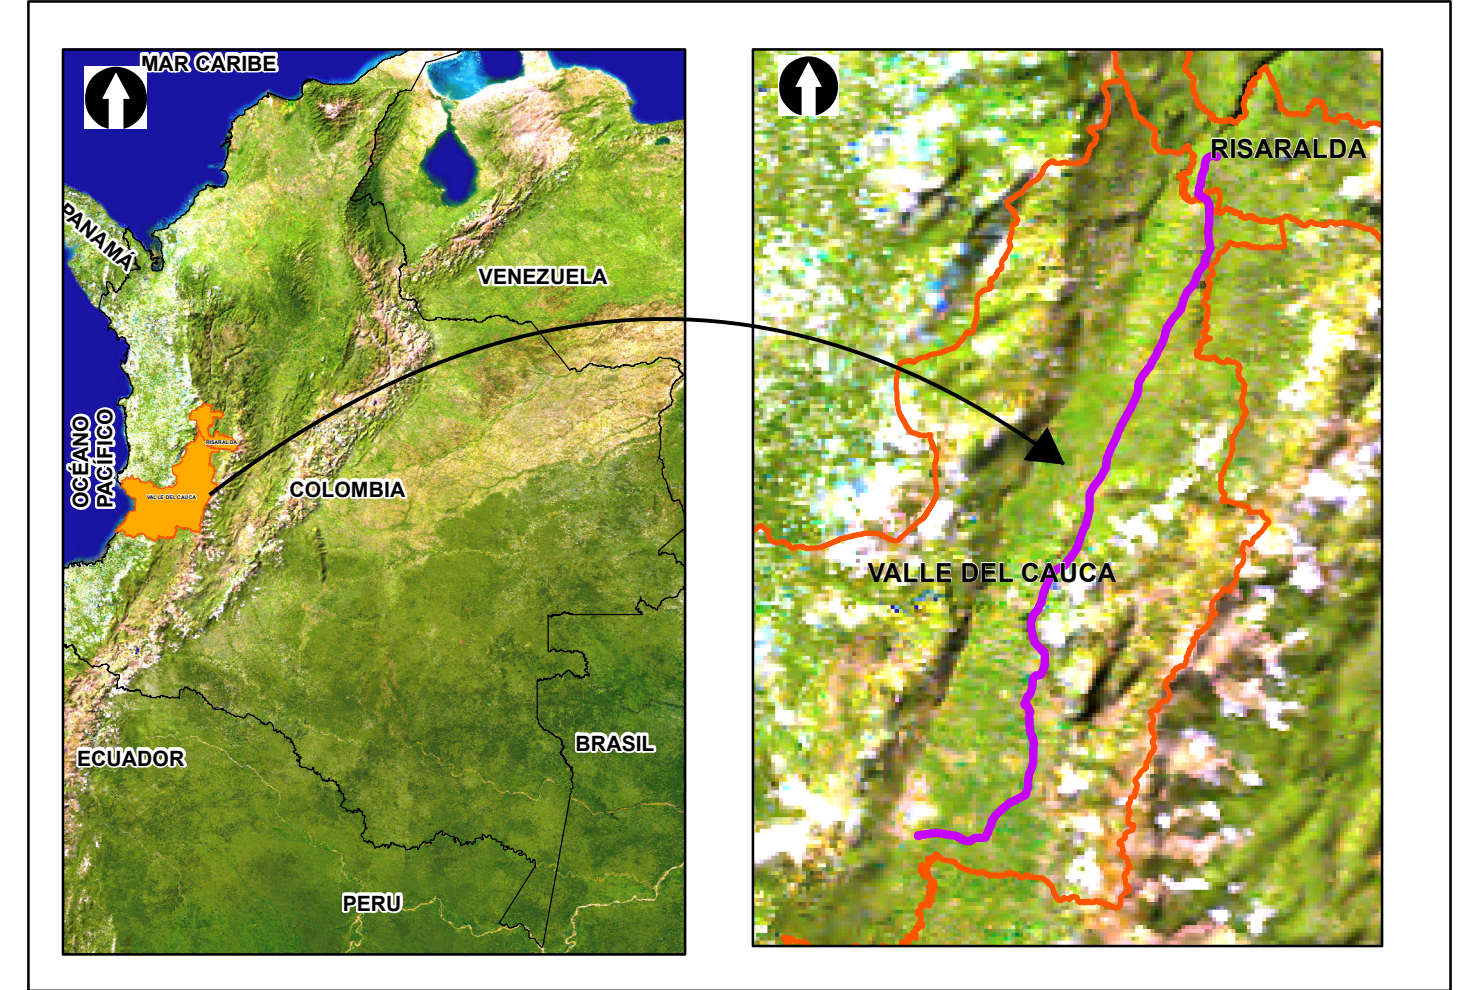 MAR CARIBE
PANAMÁ
VENEZUELA
OCÉANO
PACÍFICO
RISARALDA
VALLE DEL CAUCA
COLOMBIA
ECUADOR
BRASIL
PERU
RISARALDA
VALLE DEL CAUCA